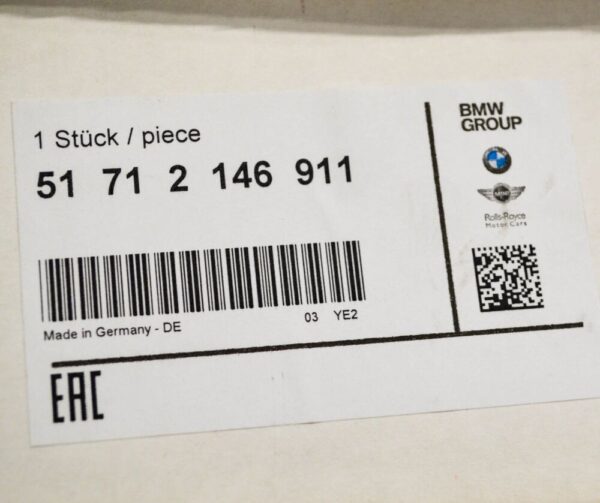 1 Stück / piece
51 71 2 146 911
Made in Germany - DE
03 YE2
EAC
BMW
GROUP
MINI
Rolls-Royce
Motor Cars